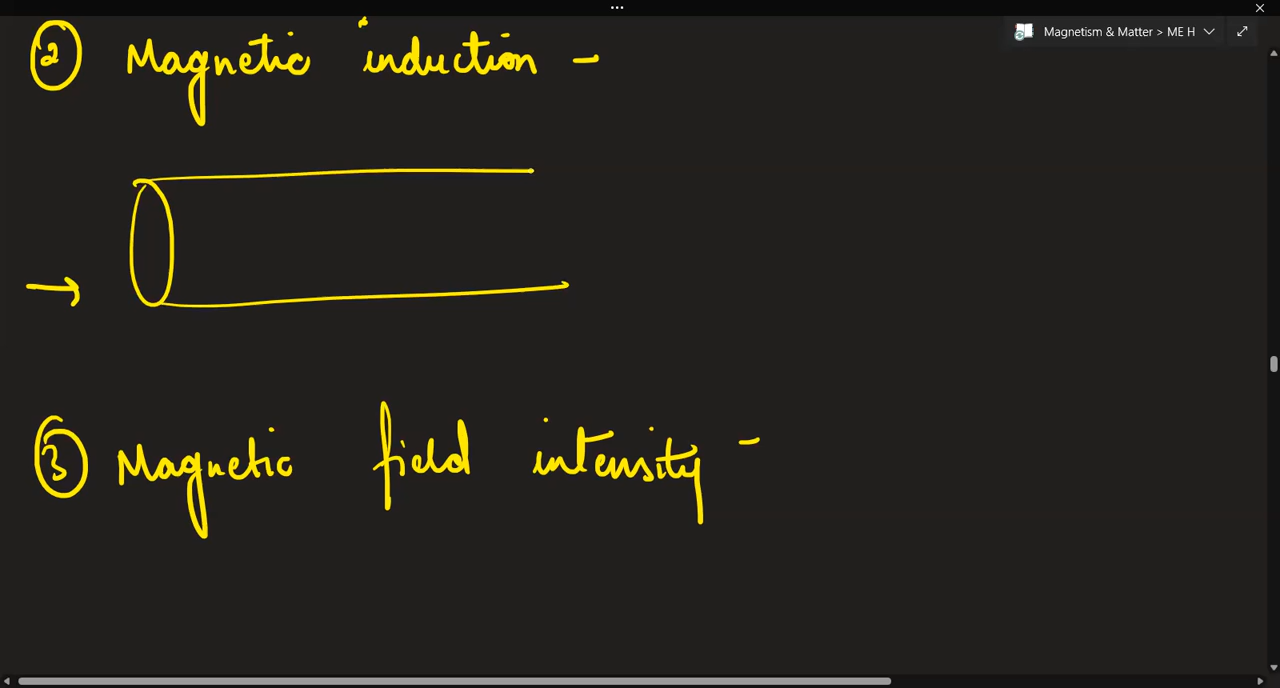 Magnetism & Matter > ME H
② Magnetic induction -
③ Magnetic field intensity -